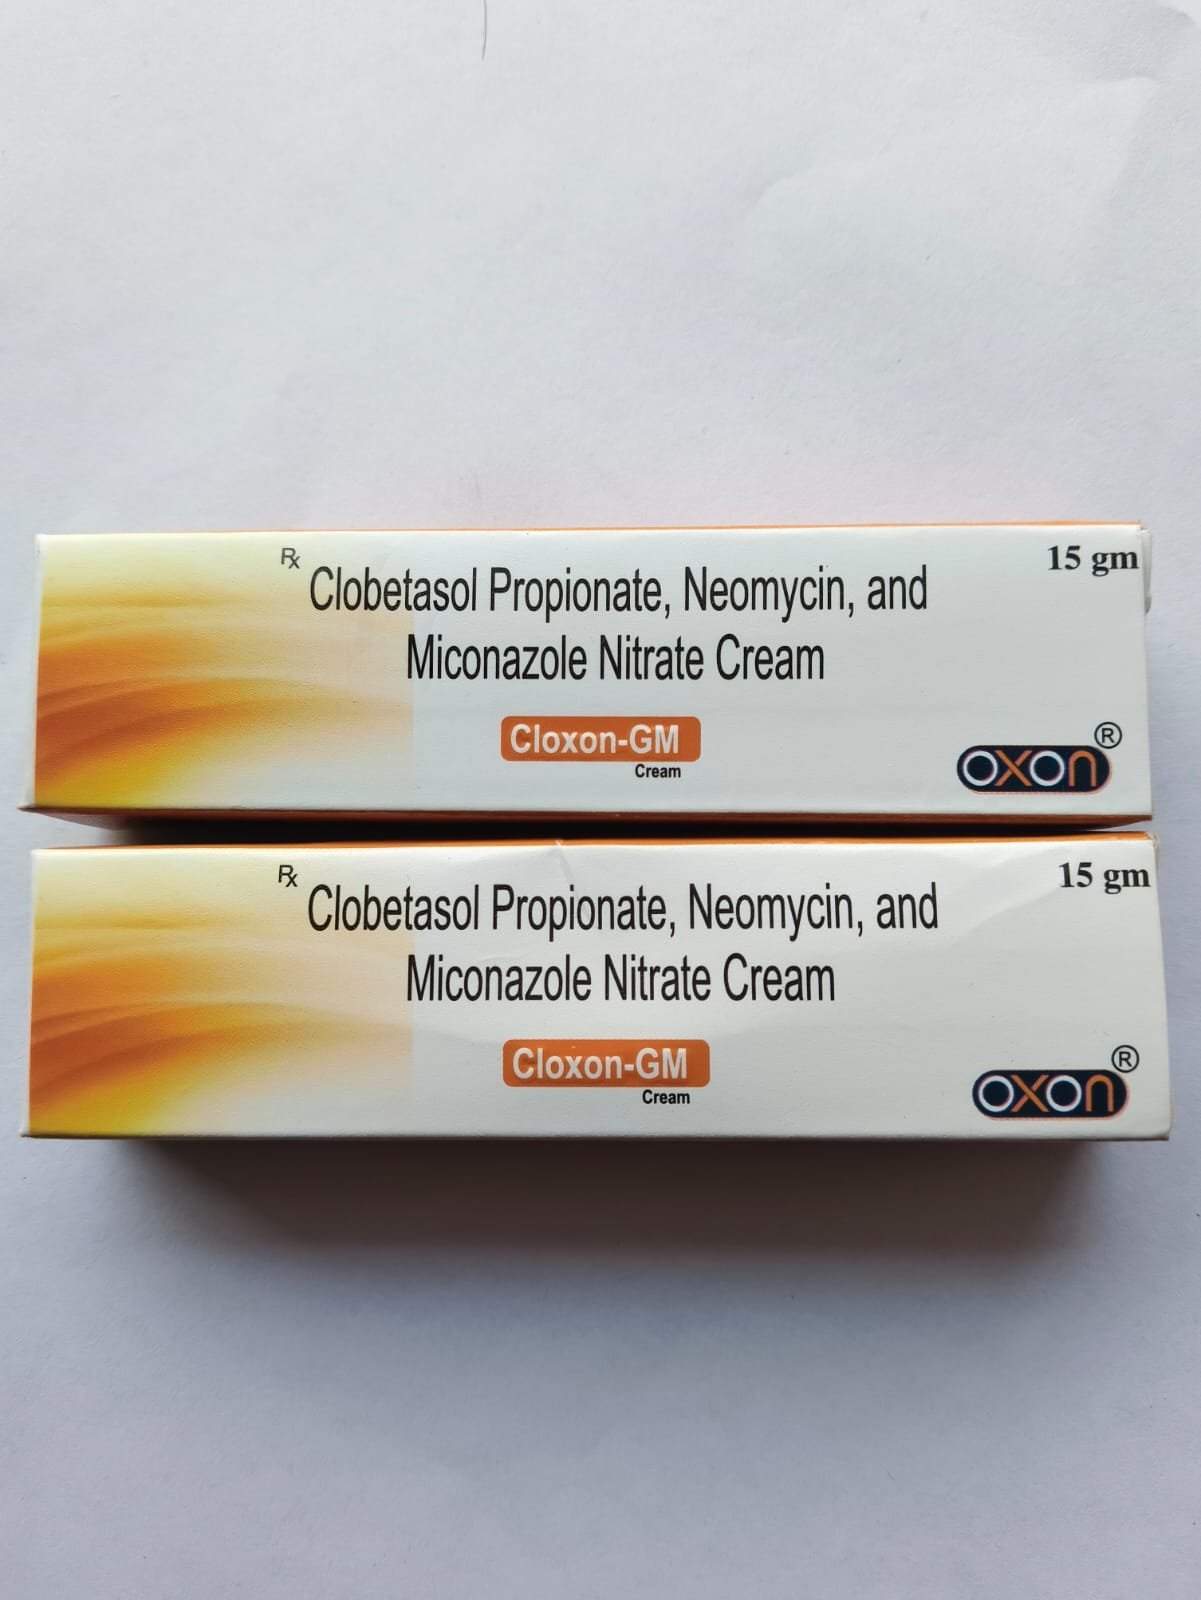 Rx
15 gm
Clobetasol Propionate, Neomycin, and
Miconazole Nitrate Cream
Cloxon-GM
Cream
OXON®
Rx
15 gm
Clobetasol Propionate, Neomycin, and
Miconazole Nitrate Cream
Cloxon-GM
Cream
OXON®